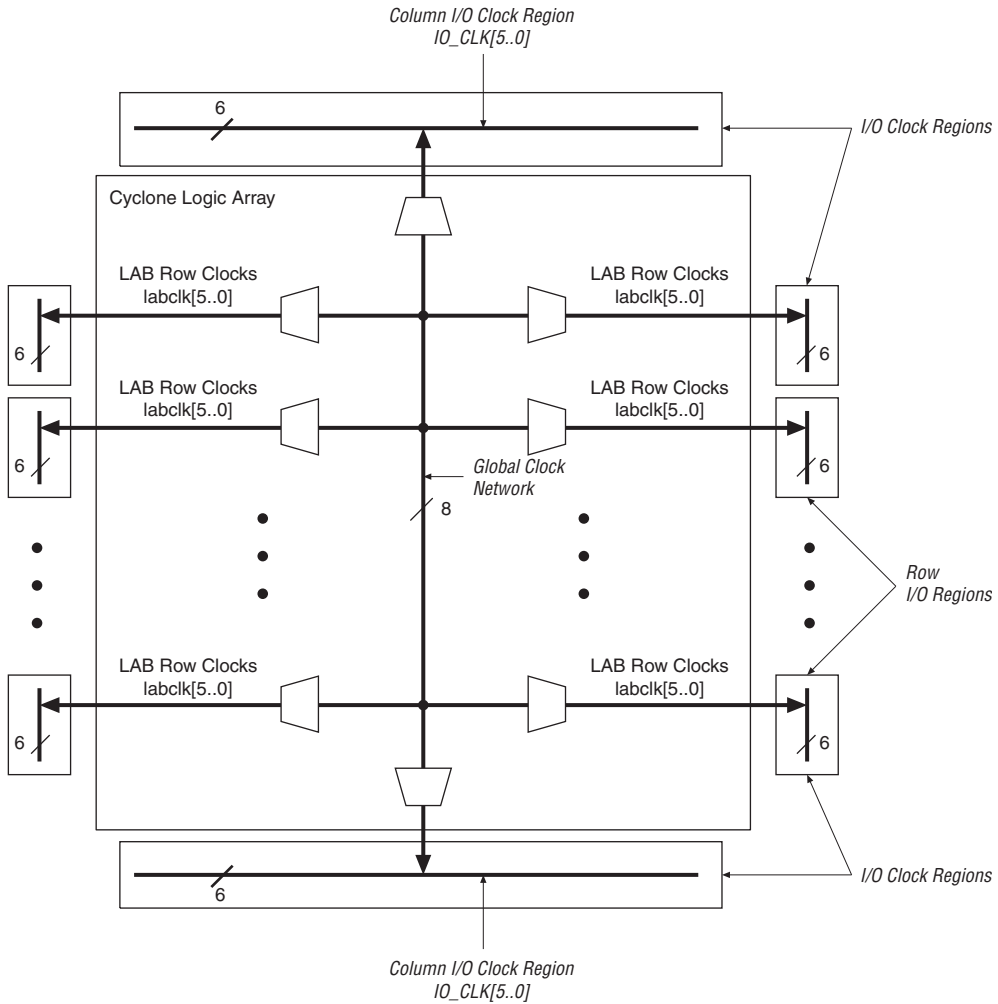 Column I/O Clock Region
IO_CLK[5..0]
6
I/O Clock Regions
Cyclone Logic Array
LAB Row Clocks
labclk[5..0]
LAB Row Clocks
labclk[5..0]
6
6
LAB Row Clocks
labclk[5..0]
LAB Row Clocks
labclk[5..0]
6
6
Global Clock
Network
8
Row
I/O Regions
LAB Row Clocks
labclk[5..0]
LAB Row Clocks
labclk[5..0]
6
6
6
I/O Clock Regions
Column I/O Clock Region
IO_CLK[5..0]